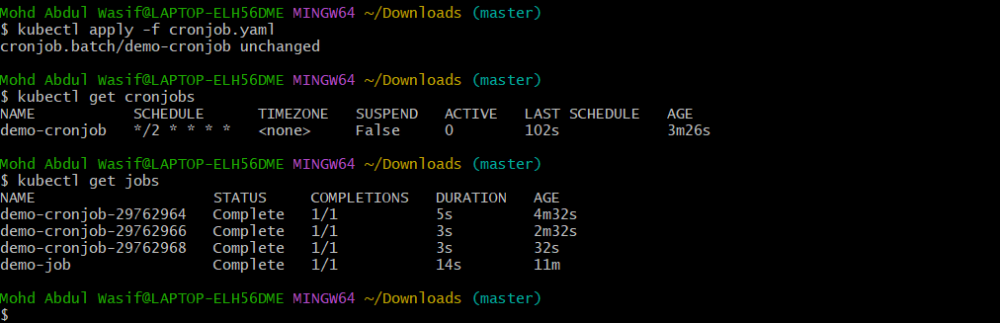 Mohd Abdul Wasif@LAPTOP-ELH56DME MINGW64 ~/Downloads (master)
$ kubectl apply -f cronjob.yaml
cronjob.batch/demo-cronjob unchanged
Mohd Abdul Wasif@LAPTOP-ELH56DME MINGW64 ~/Downloads (master)
$ kubectl get cronjobs
NAME SCHEDULE TIMEZONE SUSPEND ACTIVE LAST SCHEDULE AGE
demo-cronjob */2 * * * * <none> False 0 102s 3m26s
Mohd Abdul Wasif@LAPTOP-ELH56DME MINGW64 ~/Downloads (master)
$ kubectl get jobs
NAME STATUS COMPLETIONS DURATION AGE
demo-cronjob-29762964 Complete 1/1 5s 4m32s
demo-cronjob-29762966 Complete 1/1 3s 2m32s
demo-cronjob-29762968 Complete 1/1 3s 32s
demo-job Complete 1/1 14s 11m
Mohd Abdul Wasif@LAPTOP-ELH56DME MINGW64 ~/Downloads (master)
$